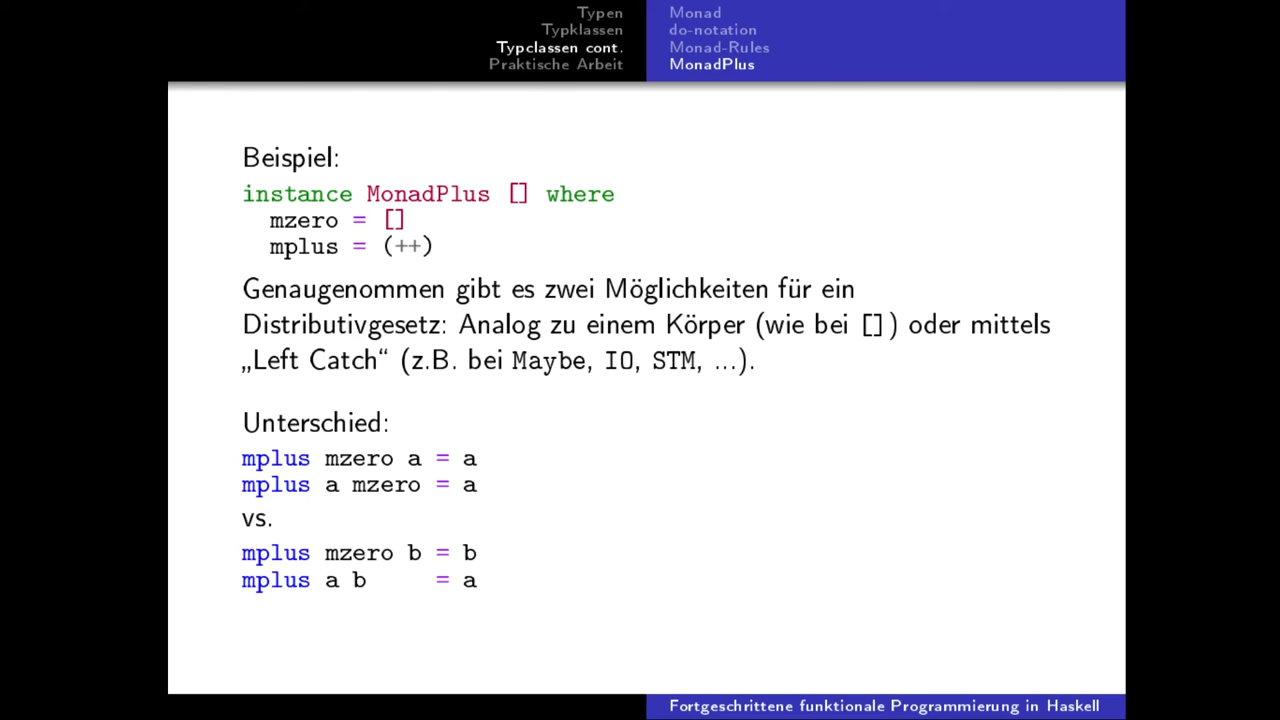 Typen
Typklassen
Typclassen cont.
Praktische Arbeit
Monad
do-notation
Monad-Rules
MonadPlus
Beispiel:
instance MonadPlus [] where
  mzero = []
  mplus = (++)
Genaugenommen gibt es zwei Möglichkeiten für ein
Distributivgesetz: Analog zu einem Körper (wie bei []) oder mittels
„Left Catch“ (z.B. bei Maybe, IO, STM, ...).
Unterschied:
mplus mzero a = a
mplus a mzero = a
vs.
mplus mzero b = b
mplus a b     = a
Fortgeschrittene funktionale Programmierung in Haskell